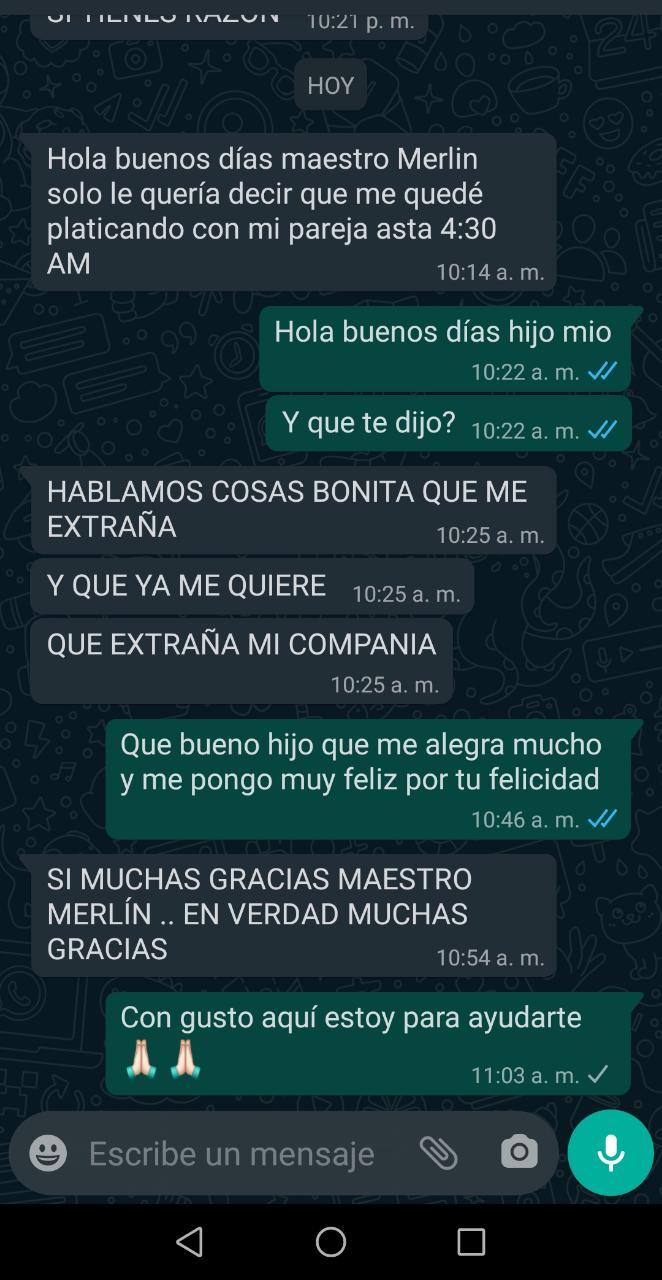 SI TIENES RAZON 10:21 p. m.
HOY
Hola buenos días maestro Merlin
solo le quería decir que me quedé
platicando con mi pareja asta 4:30
AM
10:14 a. m.
Hola buenos días hijo mio
10:22 a. m.
Y que te dijo? 10:22 a. m.
HABLAMOS COSAS BONITA QUE ME
EXTRAÑA
10:25 a. m.
Y QUE YA ME QUIERE 10:25 a. m.
QUE EXTRAÑA MI COMPANIA
10:25 a. m.
Que bueno hijo que me alegra mucho
y me pongo muy feliz por tu felicidad
10:46 a. m.
SI MUCHAS GRACIAS MAESTRO
MERLÍN .. EN VERDAD MUCHAS
GRACIAS
10:54 a. m.
Con gusto aquí estoy para ayudarte
🙏🏻 🙏🏻
11:03 a. m.
Escribe un mensaje